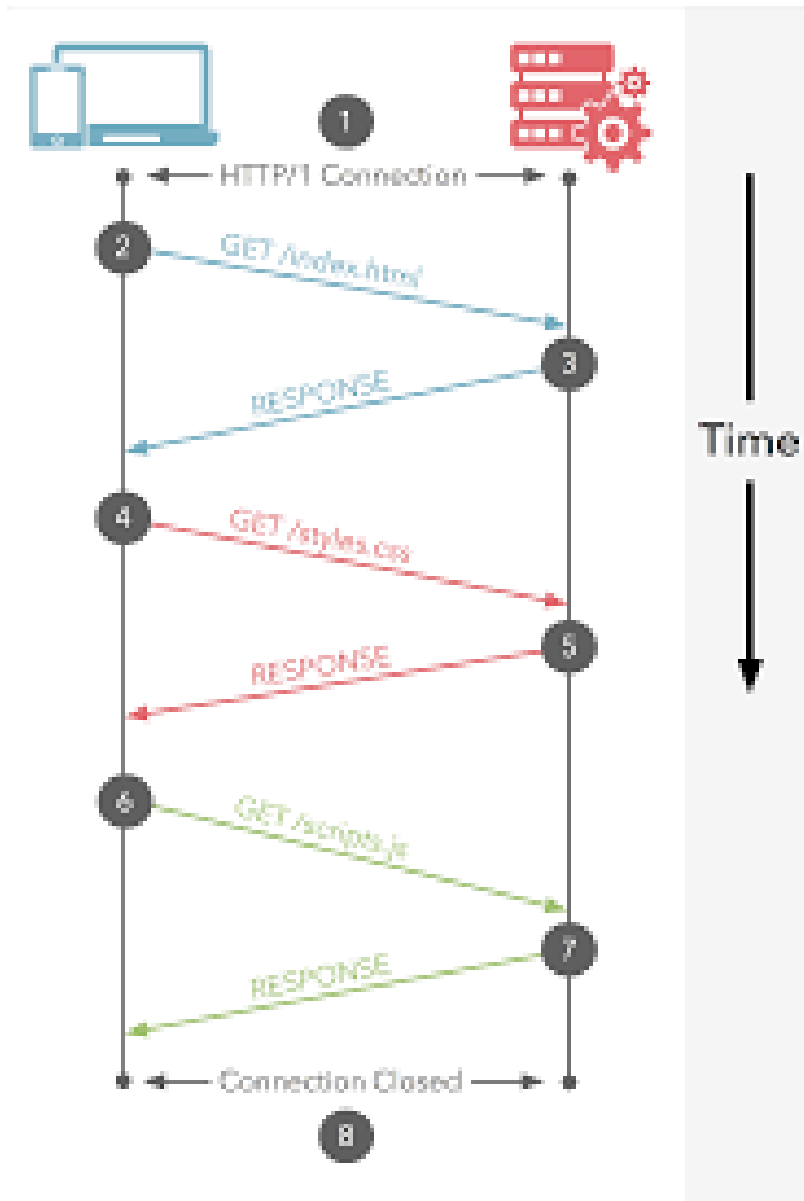 1
HTTP/1 Connection
2
GET /index.html
3
RESPONSE
Time
4
GET /styles.css
5
RESPONSE
6
GET /scripts.js
7
RESPONSE
Connection Closed
8